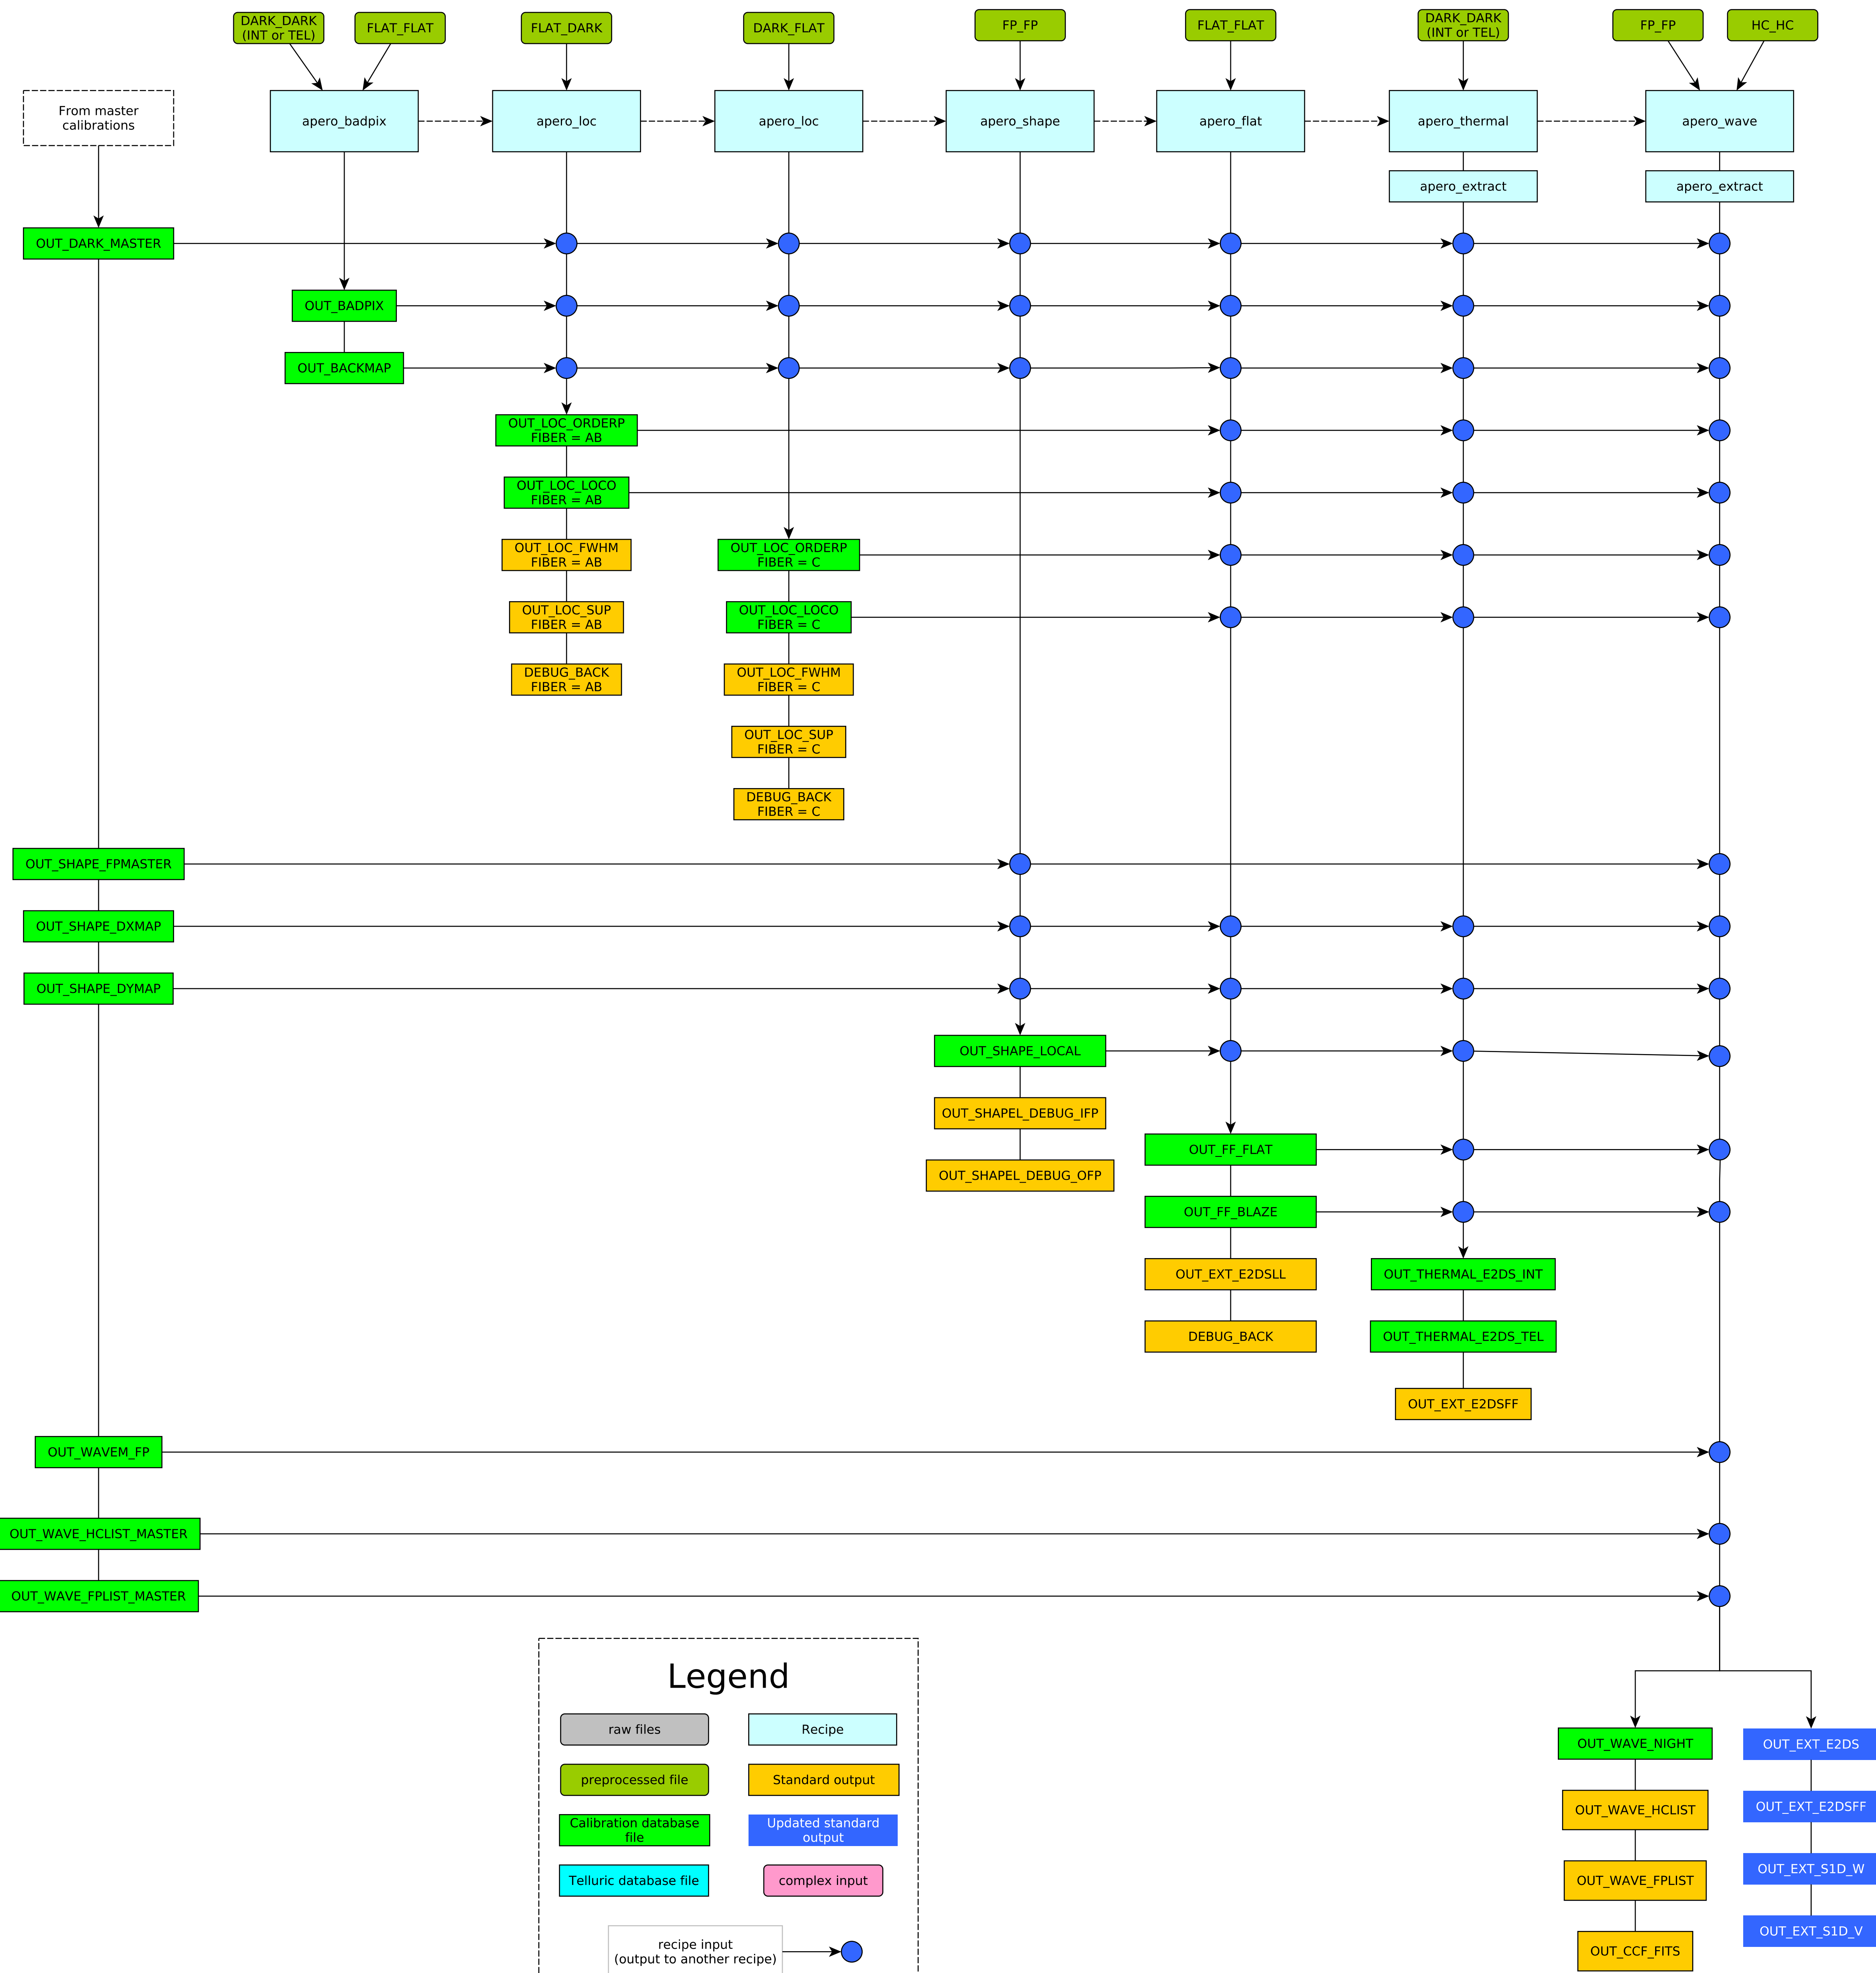 DARK_DARK
(INT or TEL)
FLAT_FLAT
FLAT_DARK
DARK_FLAT
FP_FP
FLAT_FLAT
DARK_DARK
(INT or TEL)
FP_FP
HC_HC
From master
calibrations
apero_badpix
apero_loc
apero_loc
apero_shape
apero_flat
apero_thermal
apero_wave
apero_extract
apero_extract
OUT_DARK_MASTER
OUT_BADPIX
OUT_BACKMAP
OUT_LOC_ORDERP
FIBER = AB
OUT_LOC_LOCO
FIBER = AB
OUT_LOC_FWHM
FIBER = AB
OUT_LOC_ORDERP
FIBER = C
OUT_LOC_SUP
FIBER = AB
OUT_LOC_LOCO
FIBER = C
DEBUG_BACK
FIBER = AB
OUT_LOC_FWHM
FIBER = C
OUT_LOC_SUP
FIBER = C
DEBUG_BACK
FIBER = C
OUT_SHAPE_FPMASTER
OUT_SHAPE_DXMAP
OUT_SHAPE_DYMAP
OUT_SHAPE_LOCAL
OUT_SHAPEL_DEBUG_IFP
OUT_FF_FLAT
OUT_SHAPEL_DEBUG_OFP
OUT_FF_BLAZE
OUT_EXT_E2DSLL
OUT_THERMAL_E2DS_INT
DEBUG_BACK
OUT_THERMAL_E2DS_TEL
OUT_EXT_E2DSFF
OUT_WAVEM_FP
OUT_WAVE_HCLIST_MASTER
OUT_WAVE_FPLIST_MASTER
Legend
raw files
Recipe
preprocessed file
Standard output
Calibration database
file
Updated standard
output
Telluric database file
complex input
recipe input
(output to another recipe)
OUT_WAVE_NIGHT
OUT_EXT_E2DS
OUT_WAVE_HCLIST
OUT_EXT_E2DSFF
OUT_WAVE_FPLIST
OUT_EXT_S1D_W
OUT_CCF_FITS
OUT_EXT_S1D_V